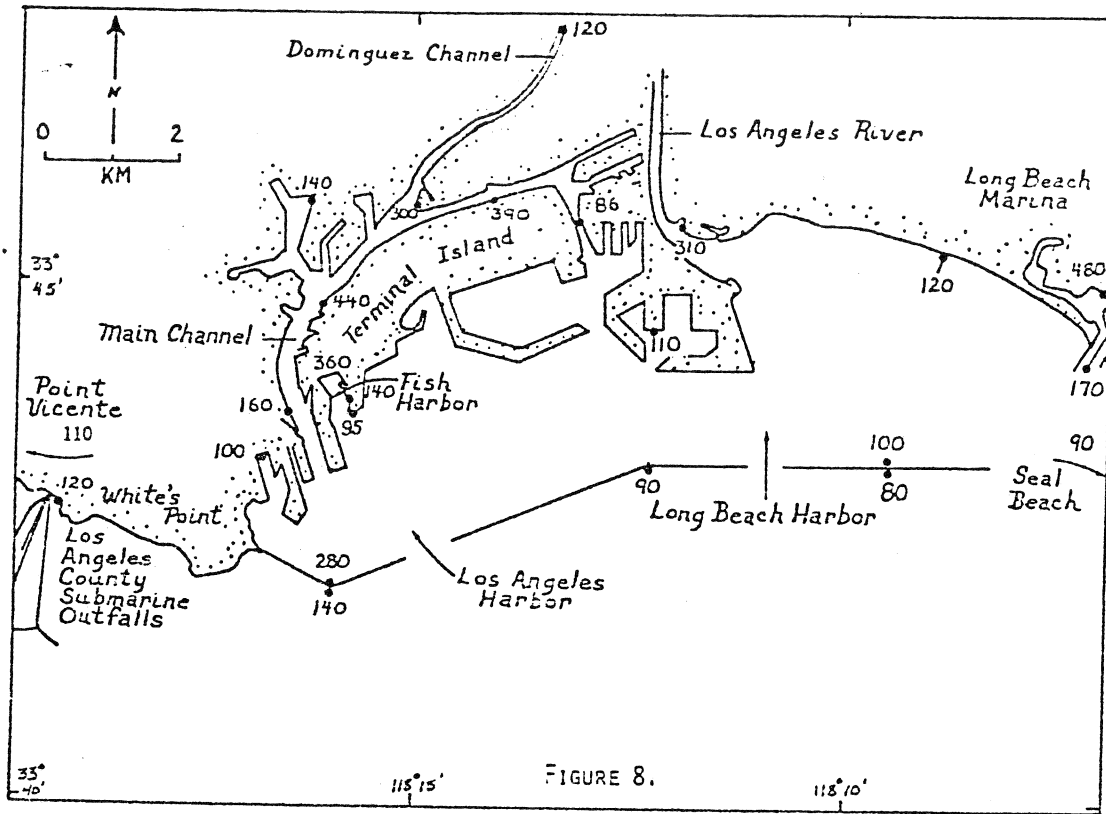 120
Dominguez Channel
N
0 2
KM
Los Angeles River
140
Long Beach
Marina
300
390
86
310
Island
Terminal
33°
45'
480
120
440
Main Channel
110
360
Fish
Harbor
140
170
Point
Vicente
110
160
95
100
100
90
90
80
Seal
Beach
120
White's
Point
Long Beach Harbor
Los
Angeles
County
Submarine
Outfalls
280
140
Los Angeles
Harbor
33°
40'
118°15'
FIGURE 8.
118°10'